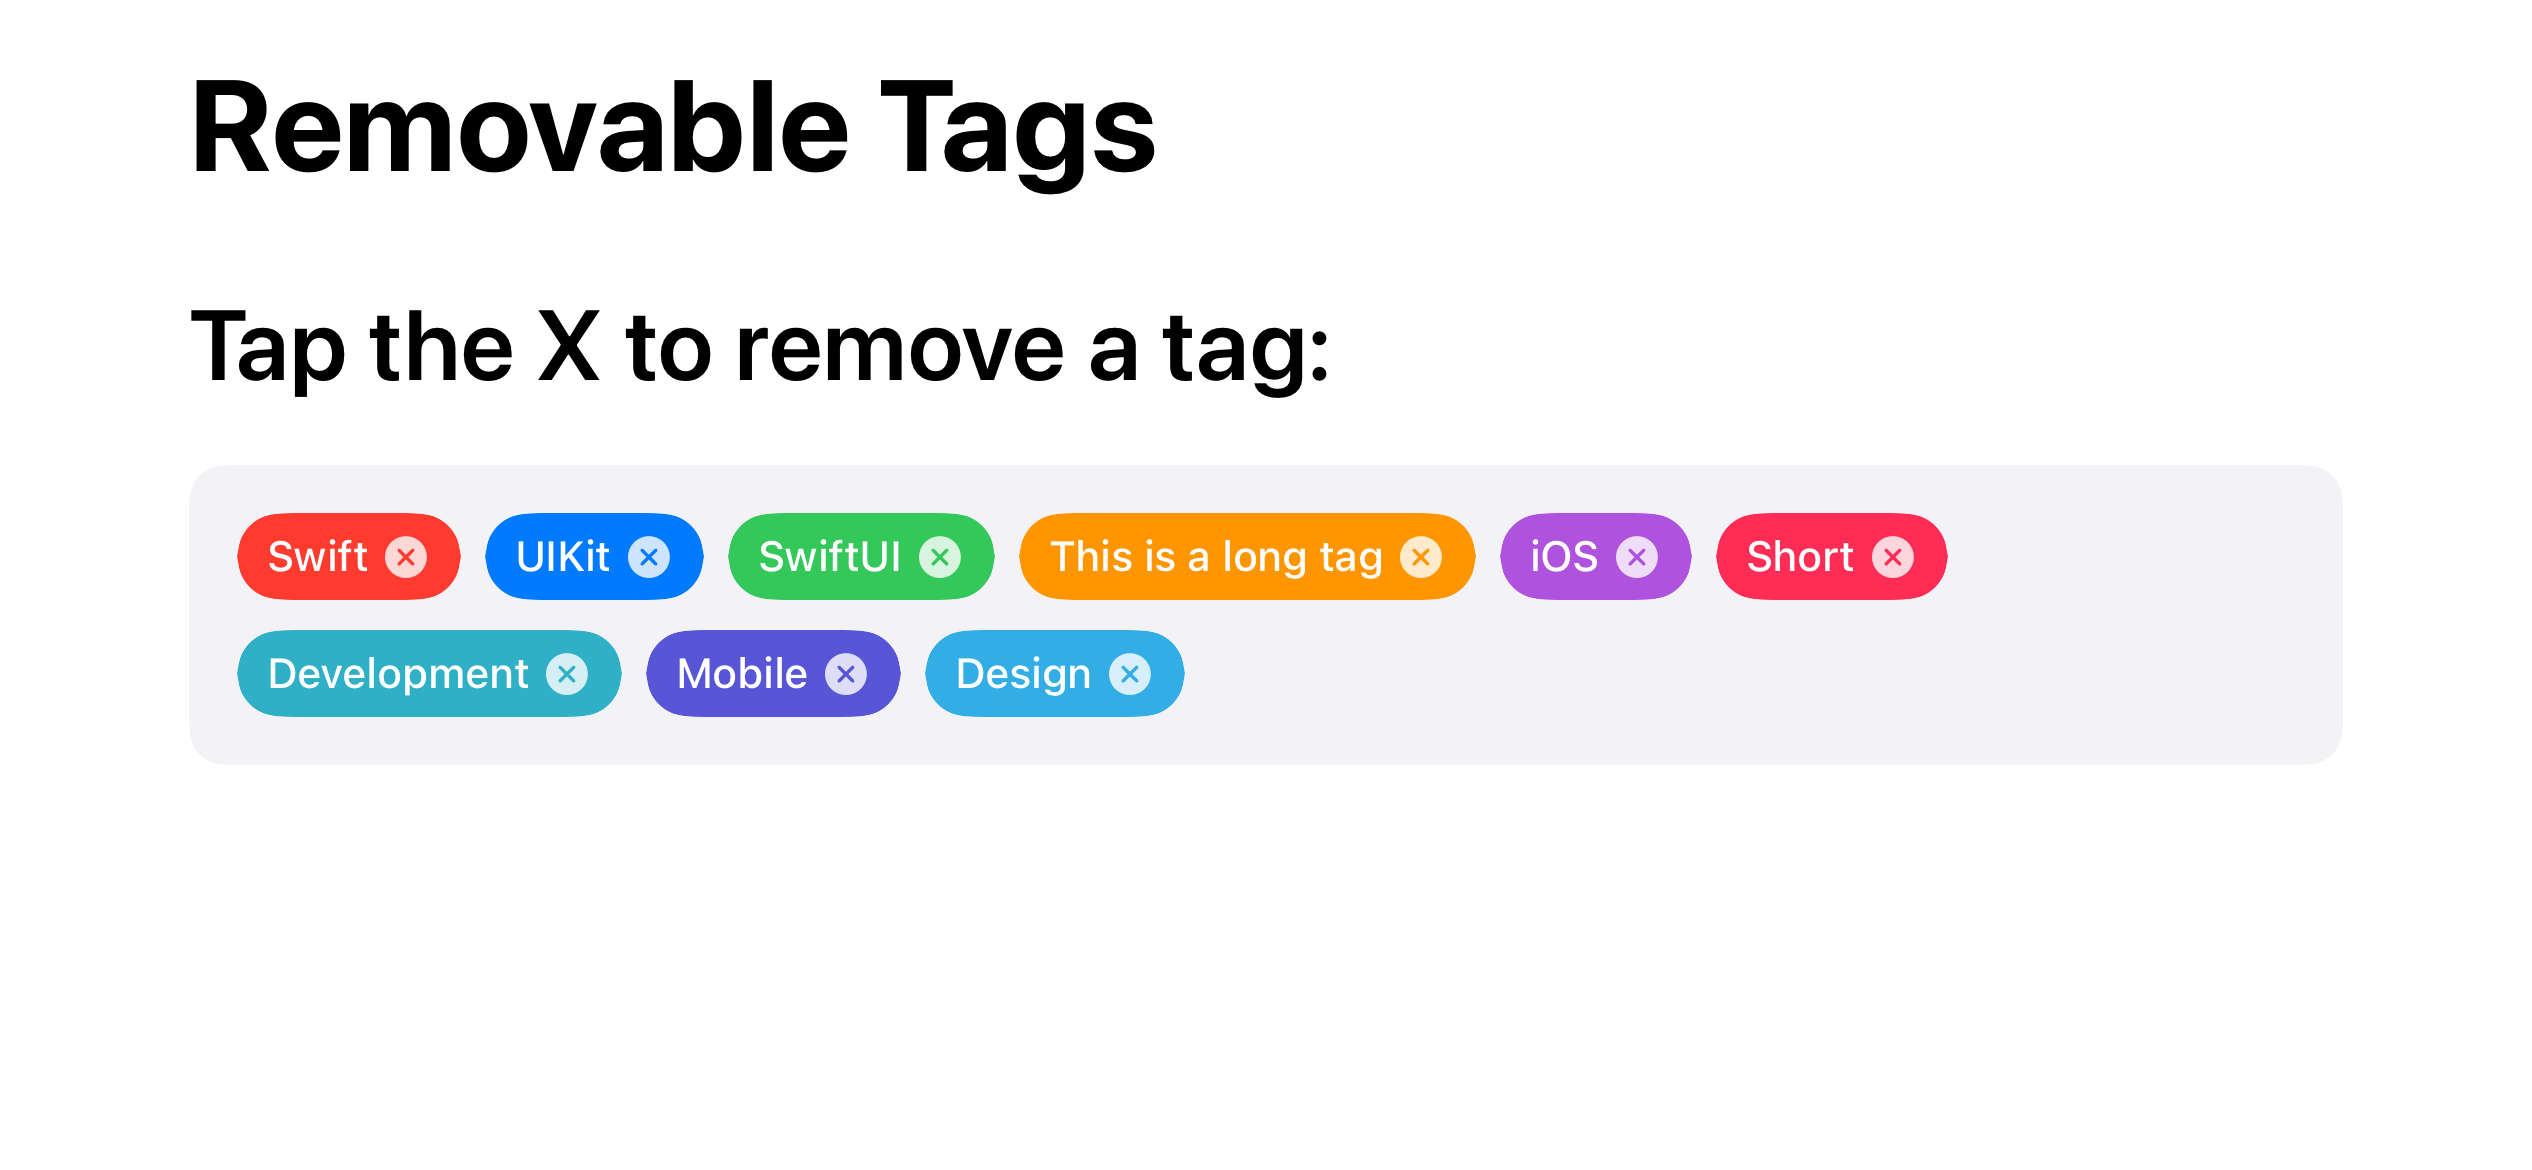 Removable Tags
Tap the X to remove a tag:
Swift UIKit SwiftUI This is a long tag iOS Short
Development Mobile Design